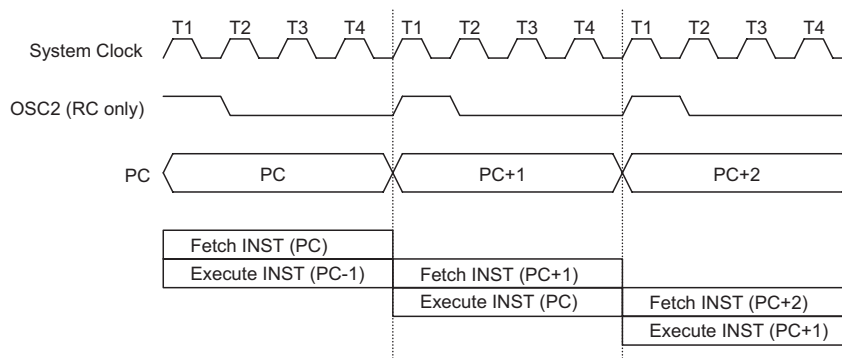 T1 T2 T3 T4 T1 T2 T3 T4 T1 T2 T3 T4
System Clock
OSC2 (RC only)
PC PC PC+1 PC+2
Fetch INST (PC)
Execute INST (PC-1) Fetch INST (PC+1)
Execute INST (PC) Fetch INST (PC+2)
Execute INST (PC+1)